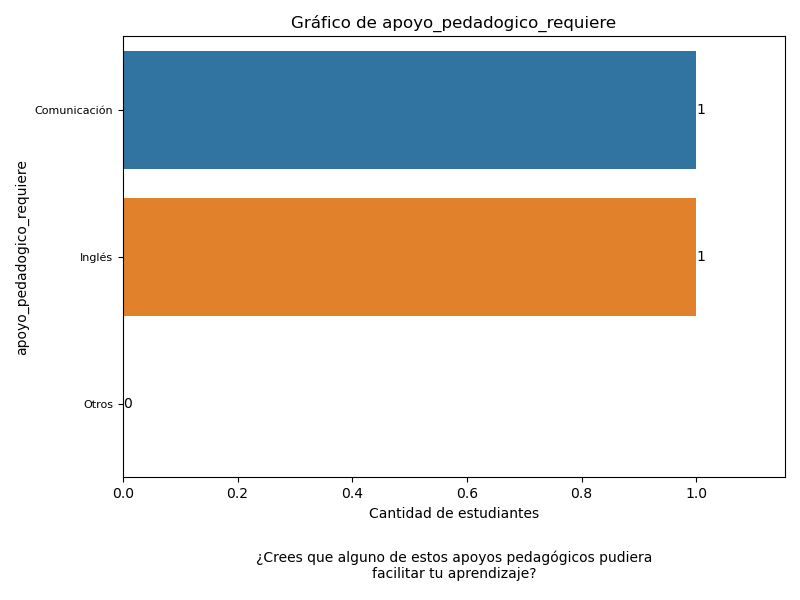 Gráfico de apoyo_pedadogico_requiere
Comunicación
1
Inglés
1
Otros
0
apoyo_pedadogico_requiere
0.0 0.2 0.4 0.6 0.8 1.0
Cantidad de estudiantes
¿Crees que alguno de estos apoyos pedagógicos pudiera
facilitar tu aprendizaje?